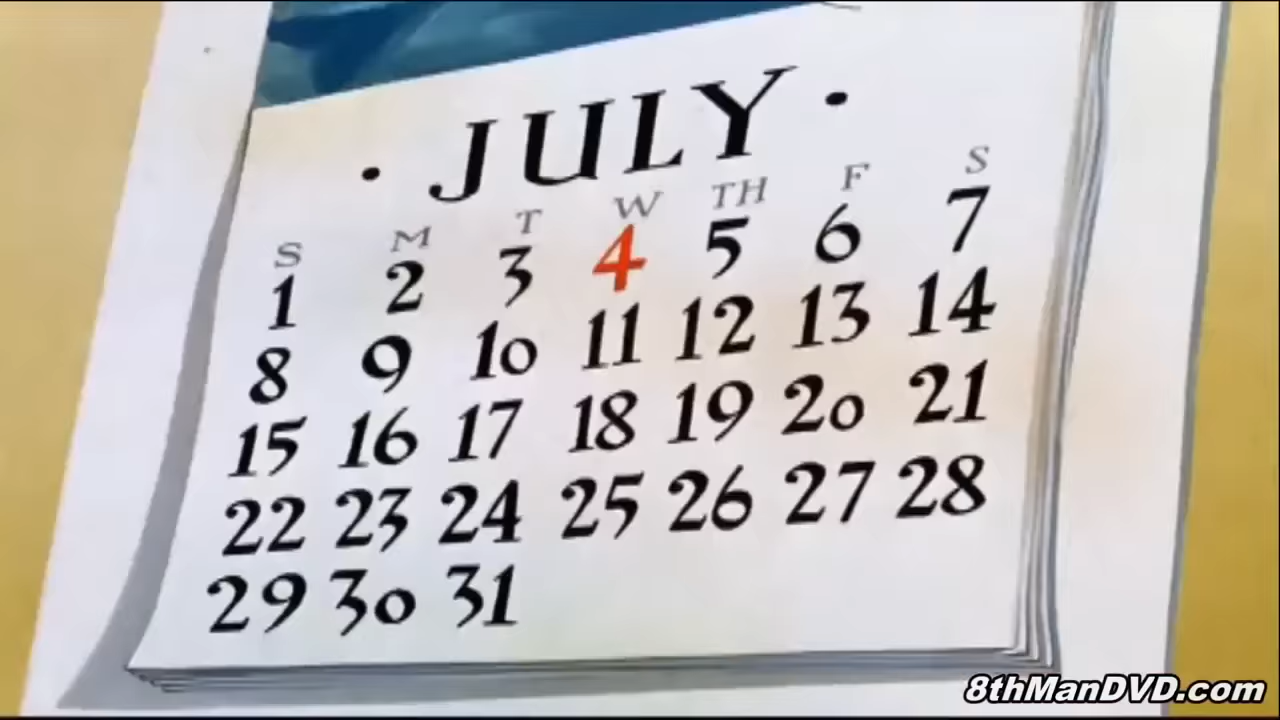 · JULY ·
S M T W TH F S
1 2 3 4 5 6 7
8 9 10 11 12 13 14
15 16 17 18 19 20 21
22 23 24 25 26 27 28
29 30 31
8thManDVD.com